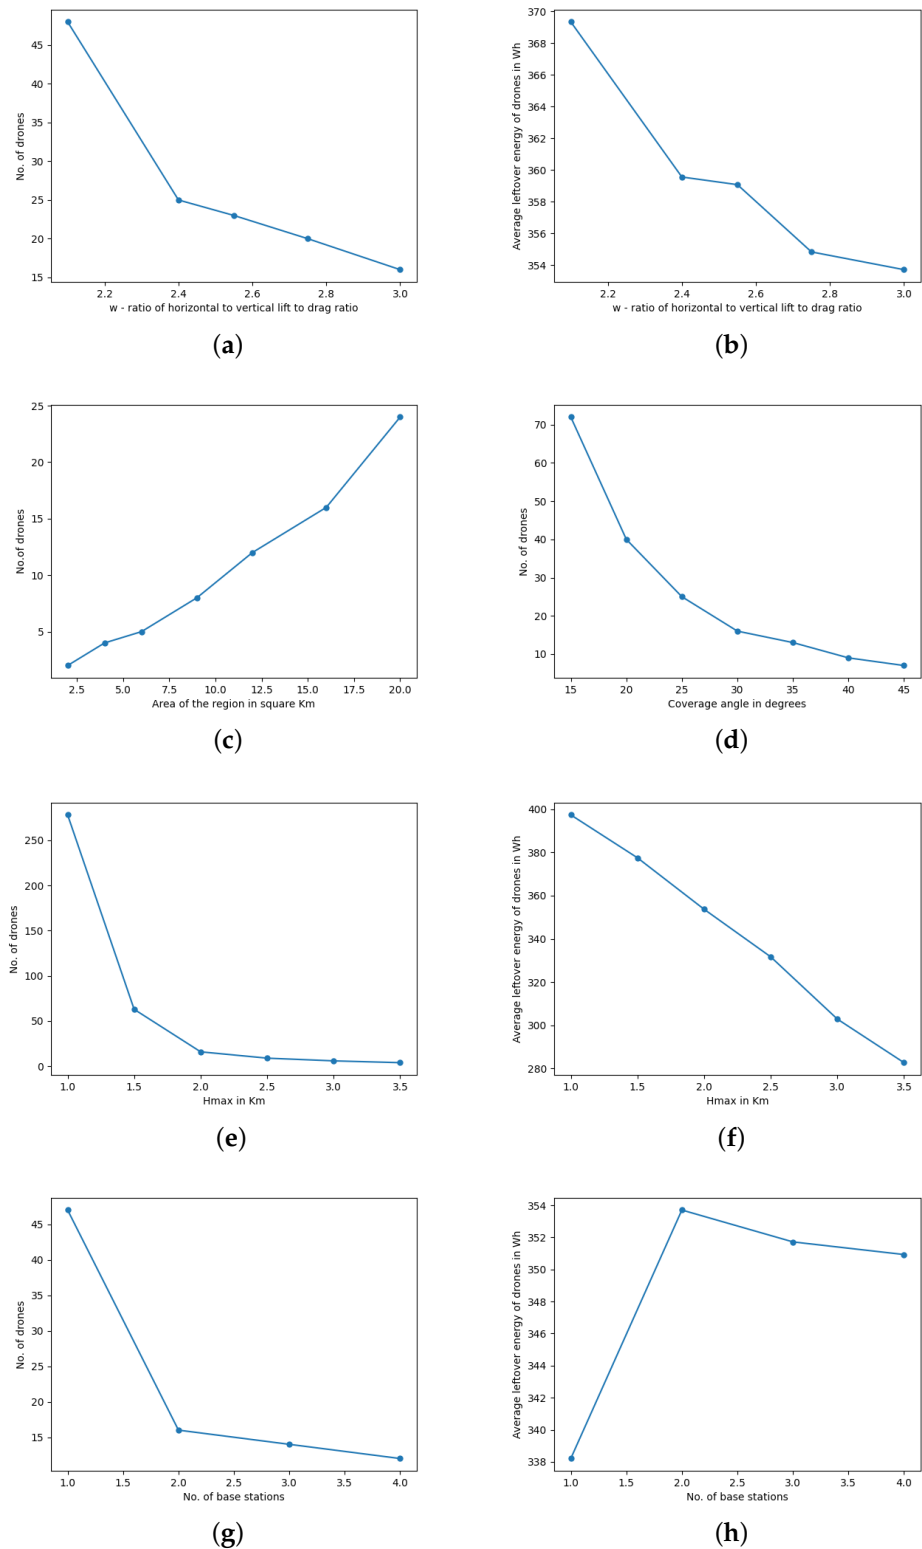 45
40
35
30
25
20
15
No. of drones
2.2 2.4 2.6 2.8 3.0
w - ratio of horizontal to vertical lift to drag ratio
(a)
370
368
366
364
362
360
358
356
354
Average leftover energy of drones in Wh
2.2 2.4 2.6 2.8 3.0
w - ratio of horizontal to vertical lift to drag ratio
(b)
25
20
15
10
5
No.of drones
2.5 5.0 7.5 10.0 12.5 15.0 17.5 20.0
Area of the region in square Km
(c)
70
60
50
40
30
20
10
No. of drones
15 20 25 30 35 40 45
Coverage angle in degrees
(d)
250
200
150
100
50
0
No. of drones
1.0 1.5 2.0 2.5 3.0 3.5
Hmax in Km
(e)
400
380
360
340
320
300
280
Average leftover energy of drones in Wh
1.0 1.5 2.0 2.5 3.0 3.5
Hmax in Km
(f)
45
40
35
30
25
20
15
No. of drones
1.0 1.5 2.0 2.5 3.0 3.5 4.0
No. of base stations
(g)
354
352
350
348
346
344
342
340
338
Average leftover energy of drones in Wh
1.0 1.5 2.0 2.5 3.0 3.5 4.0
No. of base stations
(h)